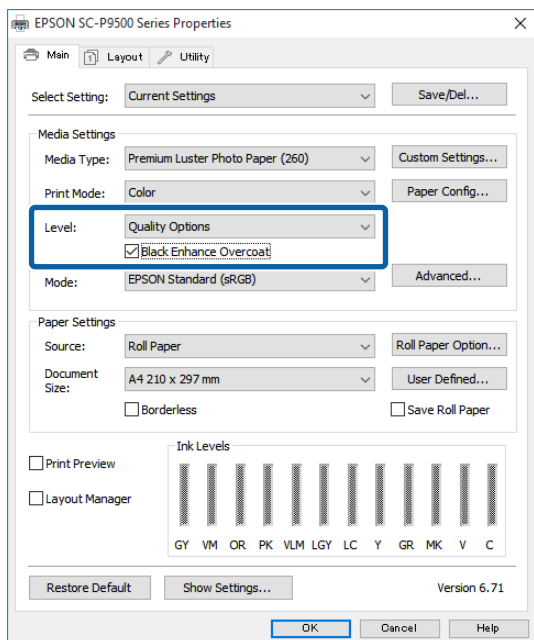 EPSON SC-P9500 Series Properties
Main Layout Utility
Select Setting: Current Settings Save/Del...
Media Settings
Media Type: Premium Luster Photo Paper (260) Custom Settings...
Print Mode: Color Paper Config...
Level: Quality Options
Black Enhance Overcoat
Mode: EPSON Standard (sRGB) Advanced...
Paper Settings
Source: Roll Paper Roll Paper Option...
Document Size: A4 210 x 297 mm User Defined...
Borderless Save Roll Paper
Ink Levels
Print Preview
Layout Manager
GY VM OR PK VLM LGY LC Y GR MK V C
Restore Default Show Settings... Version 6.71
OK Cancel Help